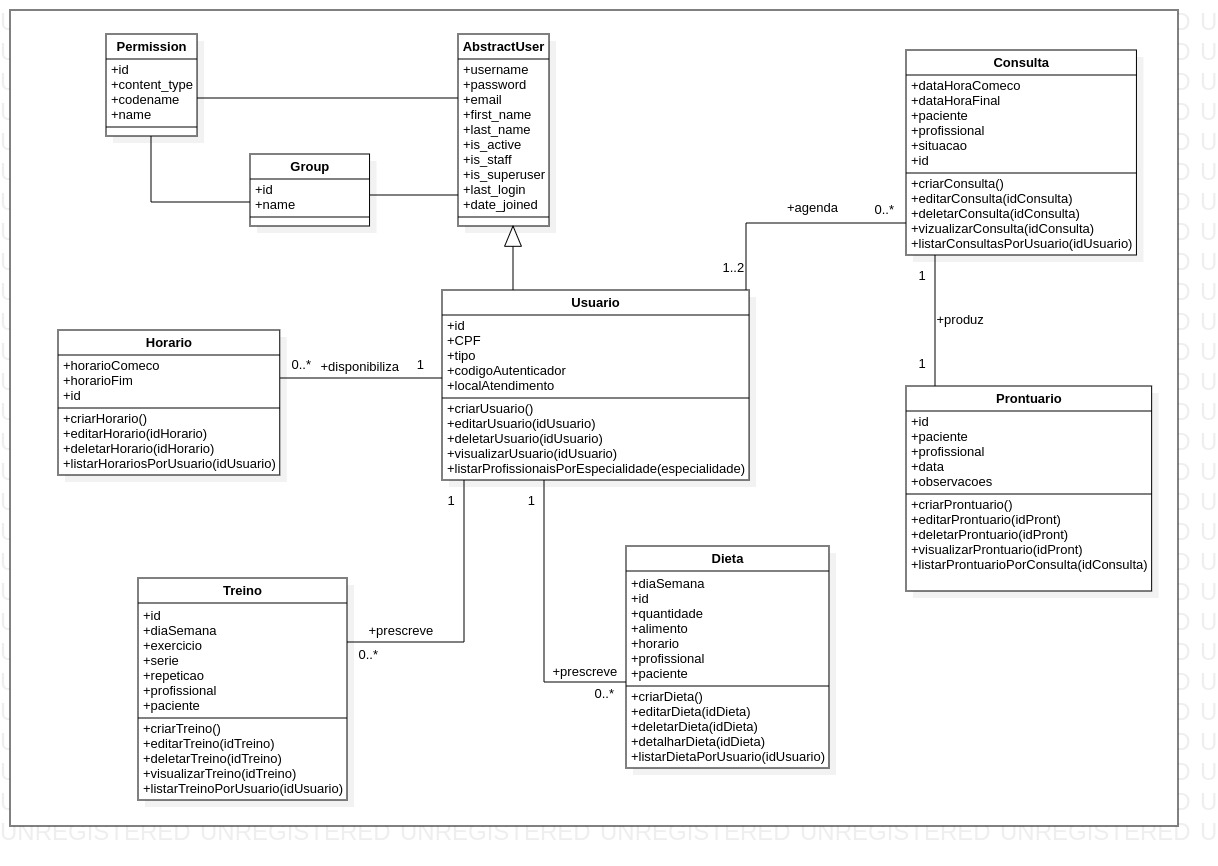 Permission
+id
+content_type
+codename
+name
AbstractUser
+username
+password
+email
+first_name
+last_name
+is_active
+is_staff
+is_superuser
+last_login
+date_joined
Group
+id
+name
Consulta
+dataHoraComeco
+dataHoraFinal
+paciente
+profissional
+situacao
+id
+criarConsulta()
+editarConsulta(idConsulta)
+deletarConsulta(idConsulta)
+vizualizarConsulta(idConsulta)
+listarConsultasPorUsuario(idUsuario)
+agenda
0..*
1..2
1
+produz
1
Usuario
+id
+CPF
+tipo
+codigoAutenticador
+localAtendimento
+criarUsuario()
+editarUsuario(idUsuario)
+deletarUsuario(idUsuario)
+visualizarUsuario(idUsuario)
+listarProfissionaisPorEspecialidade(especialidade)
Horario
+horarioComeco
+horarioFim
+id
+criarHorario()
+editarHorario(idHorario)
+deletarHorario(idHorario)
+listarHorariosPorUsuario(idUsuario)
0..*
+disponibiliza
1
Prontuario
+id
+paciente
+profissional
+data
+observacoes
+criarProntuario()
+editarProntuario(idPront)
+deletarProntuario(idPront)
+visualizarProntuario(idPront)
+listarProntuarioPorConsulta(idConsulta)
1
1
Treino
+id
+diaSemana
+exercicio
+serie
+repeticao
+profissional
+paciente
+criarTreino()
+editarTreino(idTreino)
+deletarTreino(idTreino)
+visualizarTreino(idTreino)
+listarTreinoPorUsuario(idUsuario)
+prescreve
0..*
Dieta
+diaSemana
+id
+quantidade
+alimento
+horario
+profissional
+paciente
+criarDieta()
+editarDieta(idDieta)
+deletarDieta(idDieta)
+detalharDieta(idDieta)
+listarDietaPorUsuario(idUsuario)
+prescreve
0..*
UNREGISTERED UNREGISTERED UNREGISTERED UNREGISTERED UNREGISTERED UNREGISTERED